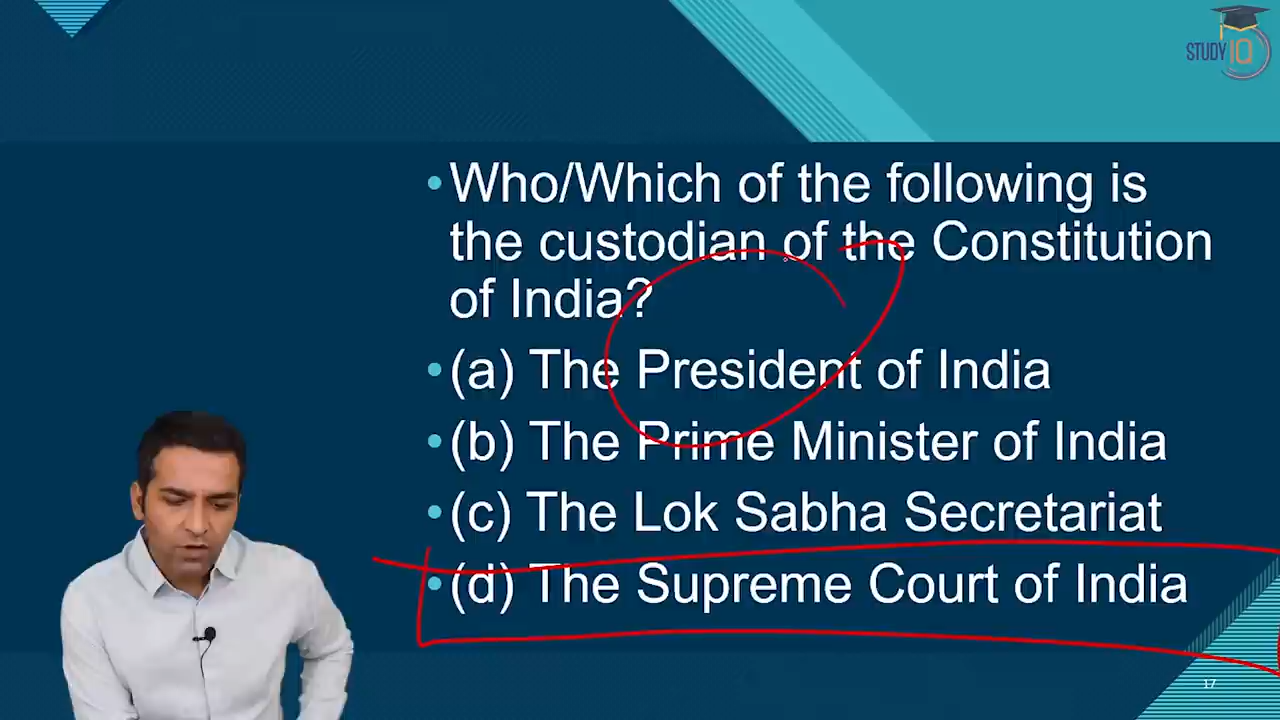 STUDY IQ
•Who/Which of the following is
the custodian of the Constitution
of India?
•(a) The President of India
•(b) The Prime Minister of India
•(c) The Lok Sabha Secretariat
•(d) The Supreme Court of India
17